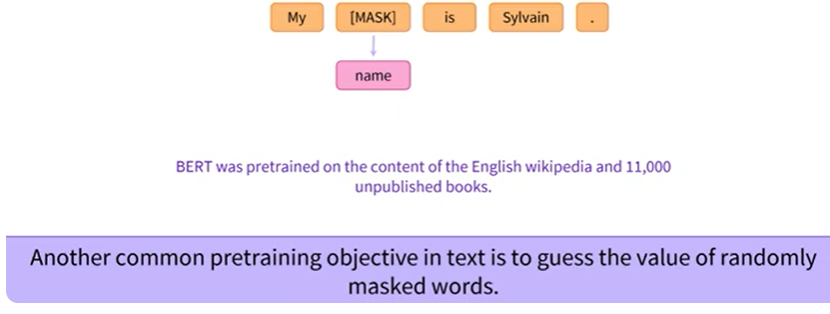 My [MASK] is Sylvain .
name
BERT was pretrained on the content of the English wikipedia and 11,000
unpublished books.
Another common pretraining objective in text is to guess the value of randomly
masked words.